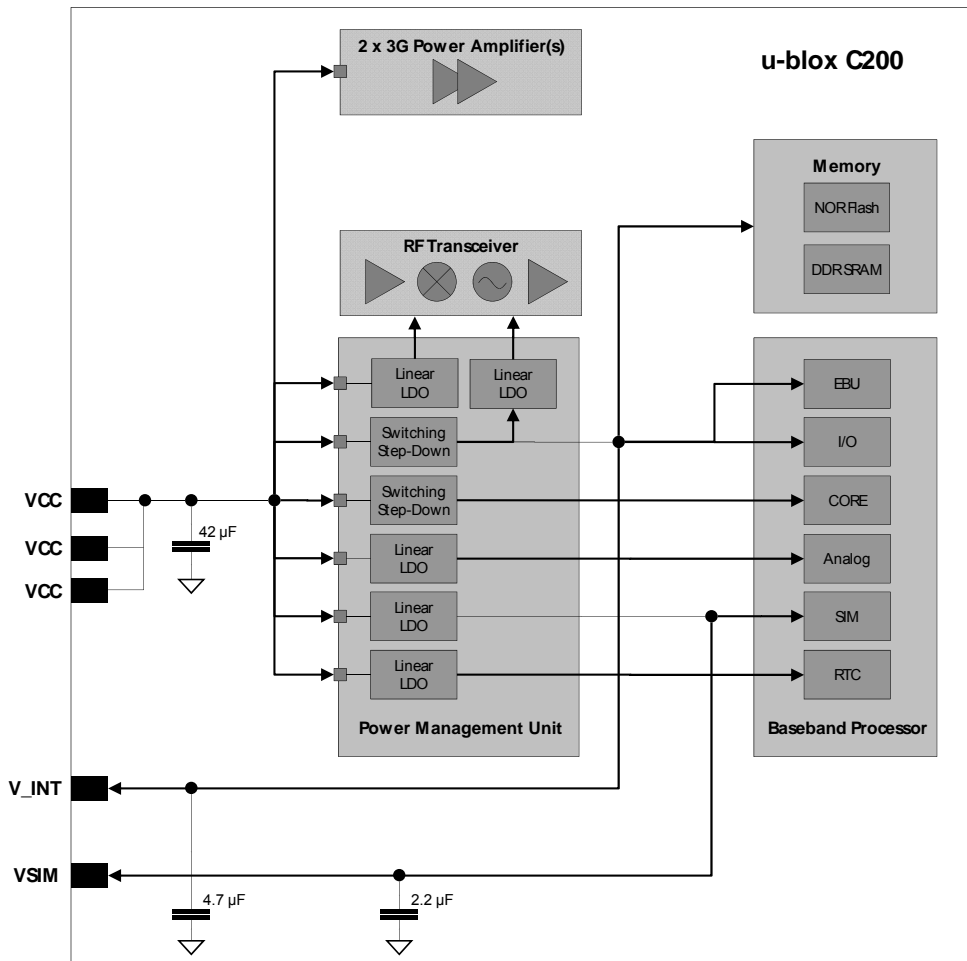 2 x 3G Power Amplifier(s)
u-blox C200
Memory
NOR Flash
DDR SRAM
RF Transceiver
Linear
LDO
Linear
LDO
EBU
Switching
Step-Down
I/O
VCC
Switching
Step-Down
CORE
42 µF
VCC
Linear
LDO
Analog
VCC
Linear
LDO
SIM
Linear
LDO
RTC
Power Management Unit
Baseband Processor
V_INT
VSIM
4.7 µF
2.2 µF